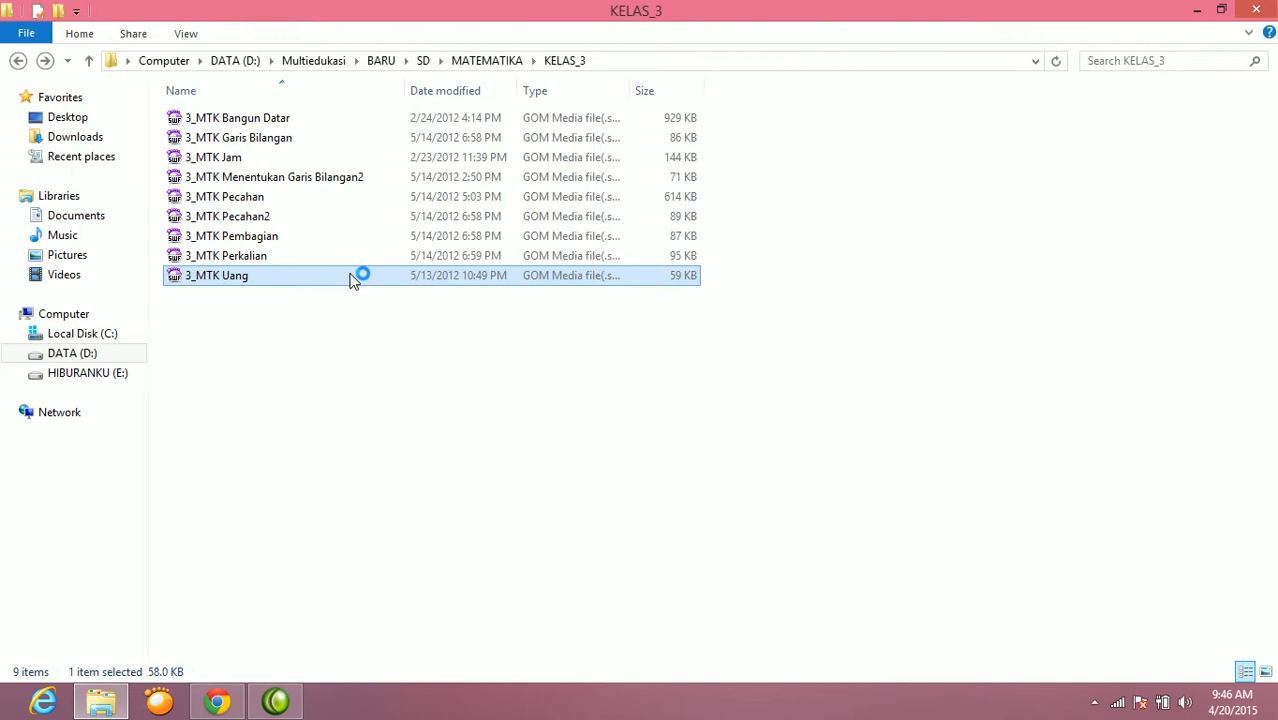 KELAS_3
File Home Share View
Computer DATA (D:) Multiedukasi BARU SD MATEMATIKA KELAS_3 Search KELAS_3
Name Date modified Type Size
Favorites
Desktop
Downloads
Recent places
Libraries
Documents
Music
Pictures
Videos
Computer
Local Disk (C:)
DATA (D:)
HIBURANKU (E:)
Network
3_MTK Bangun Datar 2/24/2012 4:14 PM GOM Media file(.s... 929 KB
3_MTK Garis Bilangan 5/14/2012 6:58 PM GOM Media file(.s... 86 KB
3_MTK Jam 2/23/2012 11:39 PM GOM Media file(.s... 144 KB
3_MTK Menentukan Garis Bilangan2 5/14/2012 2:50 PM GOM Media file(.s... 71 KB
3_MTK Pecahan 5/14/2012 5:03 PM GOM Media file(.s... 614 KB
3_MTK Pecahan2 5/14/2012 6:58 PM GOM Media file(.s... 89 KB
3_MTK Pembagian 5/14/2012 6:58 PM GOM Media file(.s... 87 KB
3_MTK Perkalian 5/14/2012 6:59 PM GOM Media file(.s... 95 KB
3_MTK Uang 5/13/2012 10:49 PM GOM Media file(.s... 59 KB
9 items 1 item selected 58.0 KB
9:46 AM
4/20/2015